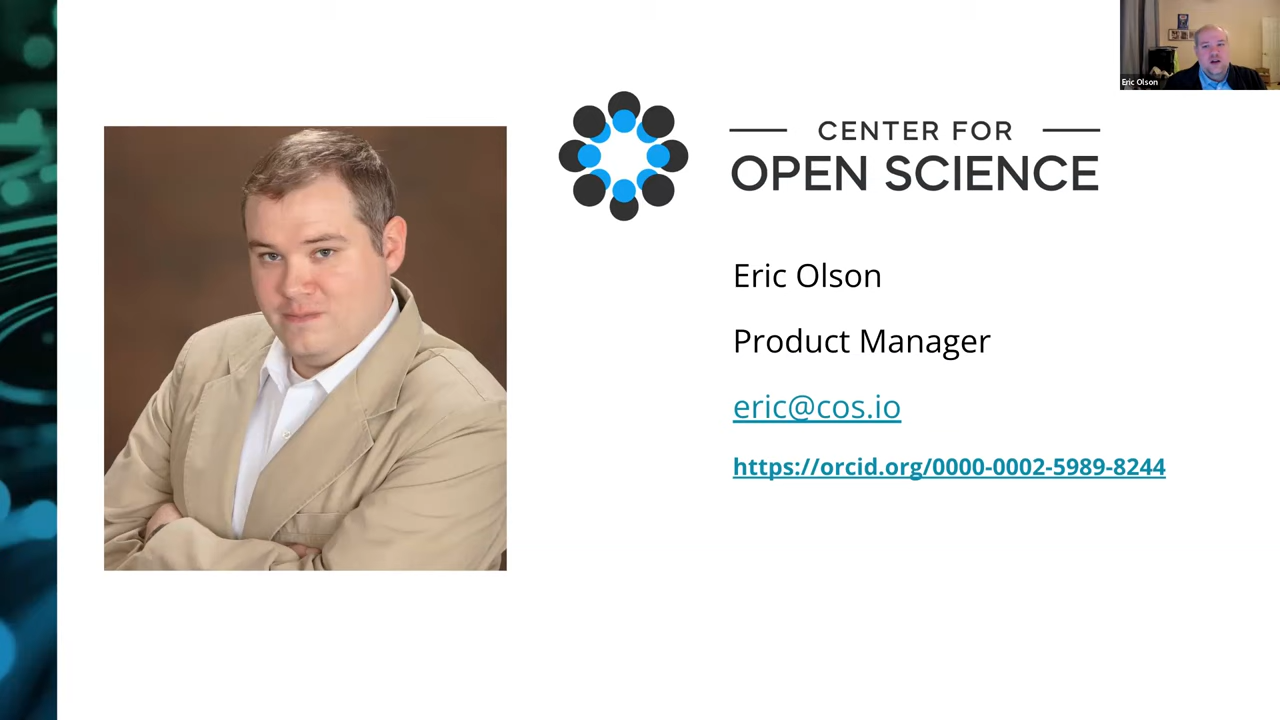 Eric Olson
CENTER FOR
OPEN SCIENCE
Eric Olson
Product Manager
eric@cos.io
https://orcid.org/0000-0002-5989-8244